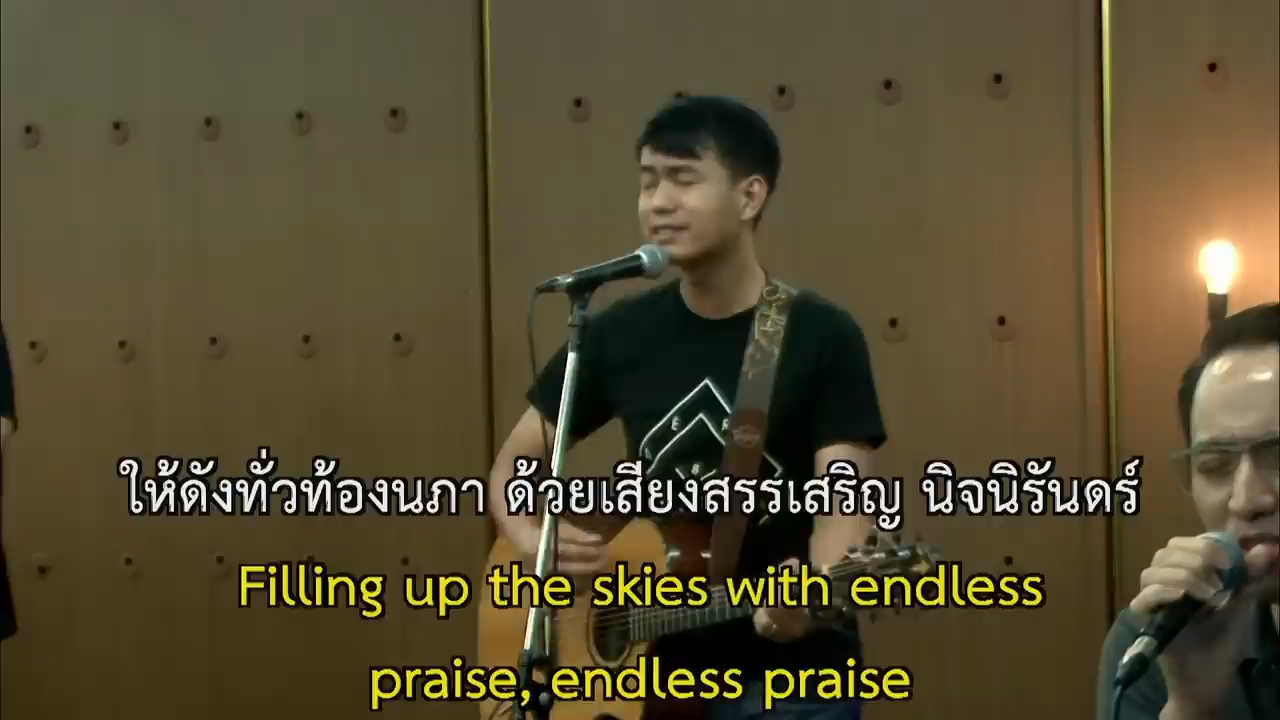 ให้ดังทั่วท้องนภา ด้วยเสียงสรรเสริญ นิจนิรันดร์
Filling up the skies with endless
praise, endless praise